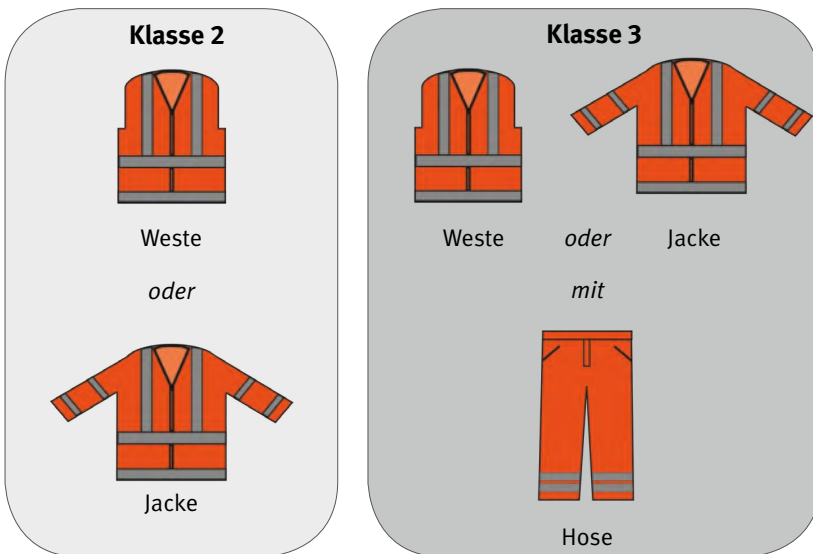 Klasse 2
Weste
oder
Jacke
Klasse 3
Weste oder Jacke
mit
Hose